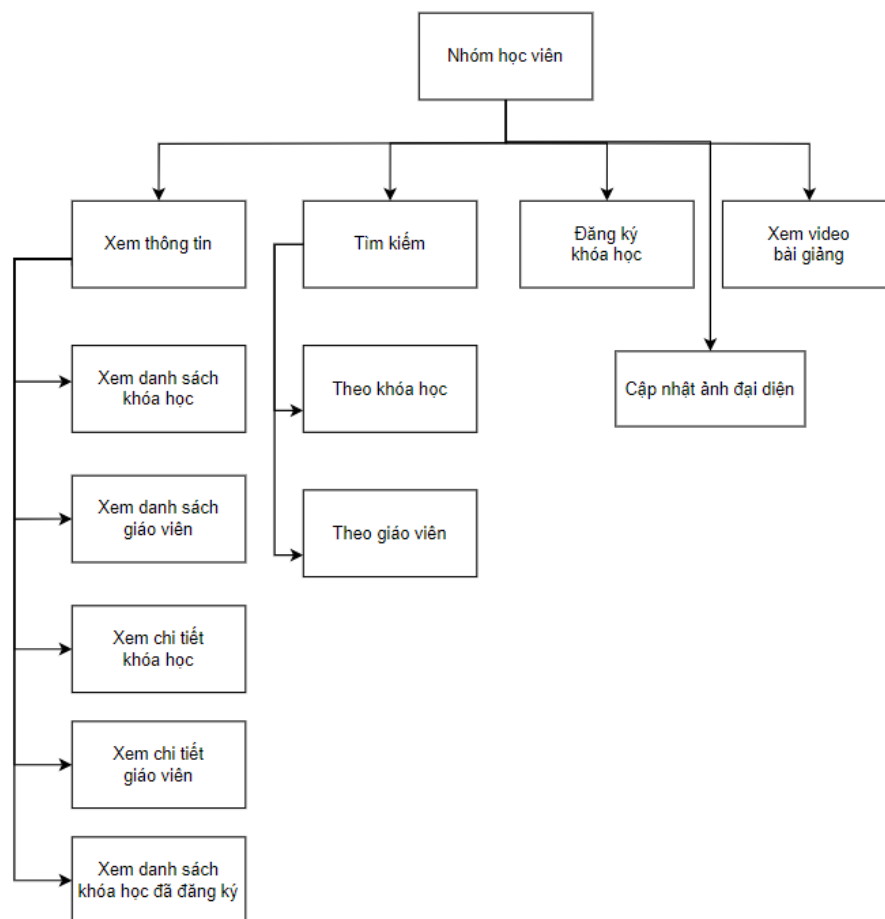 Nhóm học viên
Xem thông tin
Tìm kiếm
Đăng ký
khóa học
Xem video
bài giảng
Xem danh sách
khóa học
Theo khóa học
Cập nhật ảnh đại diện
Xem danh sách
giáo viên
Theo giáo viên
Xem chi tiết
khóa học
Xem chi tiết
giáo viên
Xem danh sách
khóa học đã đăng ký